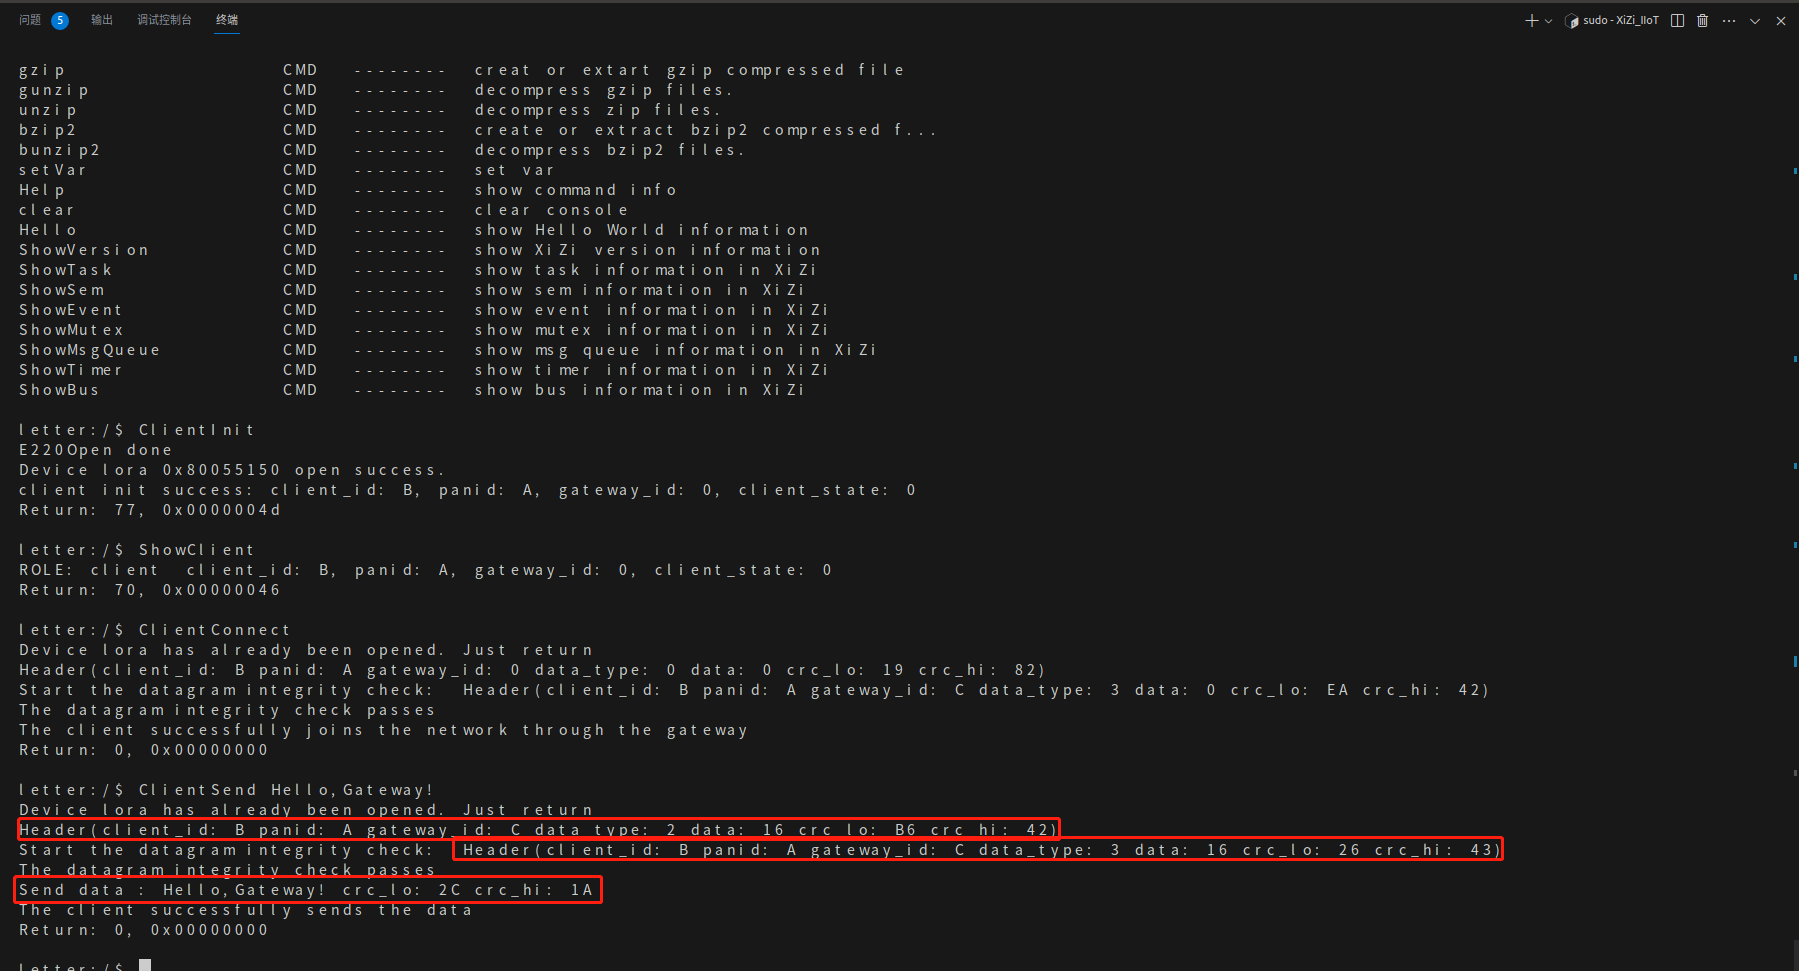 问题 5 输出 调试控制台 终端 sudo - XiZi_IIoT
gzip CMD -------- creat or extart gzip compressed file
gunzip CMD -------- decompress gzip files.
unzip CMD -------- decompress zip files.
bzip2 CMD -------- create or extract bzip2 compressed f...
bunzip2 CMD -------- decompress bzip2 files.
setVar CMD -------- set var
Help CMD -------- show command info
clear CMD -------- clear console
Hello CMD -------- show Hello World information
ShowVersion CMD -------- show XiZi version information
ShowTask CMD -------- show task information in XiZi
ShowSem CMD -------- show sem information in XiZi
ShowEvent CMD -------- show event information in XiZi
ShowMutex CMD -------- show mutex information in XiZi
ShowMsgQueue CMD -------- show msg queue information in XiZi
ShowTimer CMD -------- show timer information in XiZi
ShowBus CMD -------- show bus information in XiZi
letter:/$ ClientInit
E220Open done
Device lora 0x80055150 open success.
client init success: client_id: B, panid: A, gateway_id: 0, client_state: 0
Return: 77, 0x0000004d
letter:/$ ShowClient
ROLE: client client_id: B, panid: A, gateway_id: 0, client_state: 0
Return: 70, 0x00000046
letter:/$ ClientConnect
Device lora has already been opened. Just return
Header(client_id: B panid: A gateway_id: 0 data_type: 0 data: 0 crc_lo: 19 crc_hi: 82)
Start the datagram integrity check: Header(client_id: B panid: A gateway_id: C data_type: 3 data: 0 crc_lo: EA crc_hi: 42)
The datagram integrity check passes
The client successfully joins the network through the gateway
Return: 0, 0x00000000
letter:/$ ClientSend Hello,Gateway!
Device lora has already been opened. Just return
Header(client_id: B panid: A gateway_id: C data_type: 2 data: 16 crc_lo: B6 crc_hi: 42)
Start the datagram integrity check: Header(client_id: B panid: A gateway_id: C data_type: 3 data: 16 crc_lo: 26 crc_hi: 43)
The datagram integrity check passes
Send data : Hello,Gateway! crc_lo: 2C crc_hi: 1A
The client successfully sends the data
Return: 0, 0x00000000
letter:/$